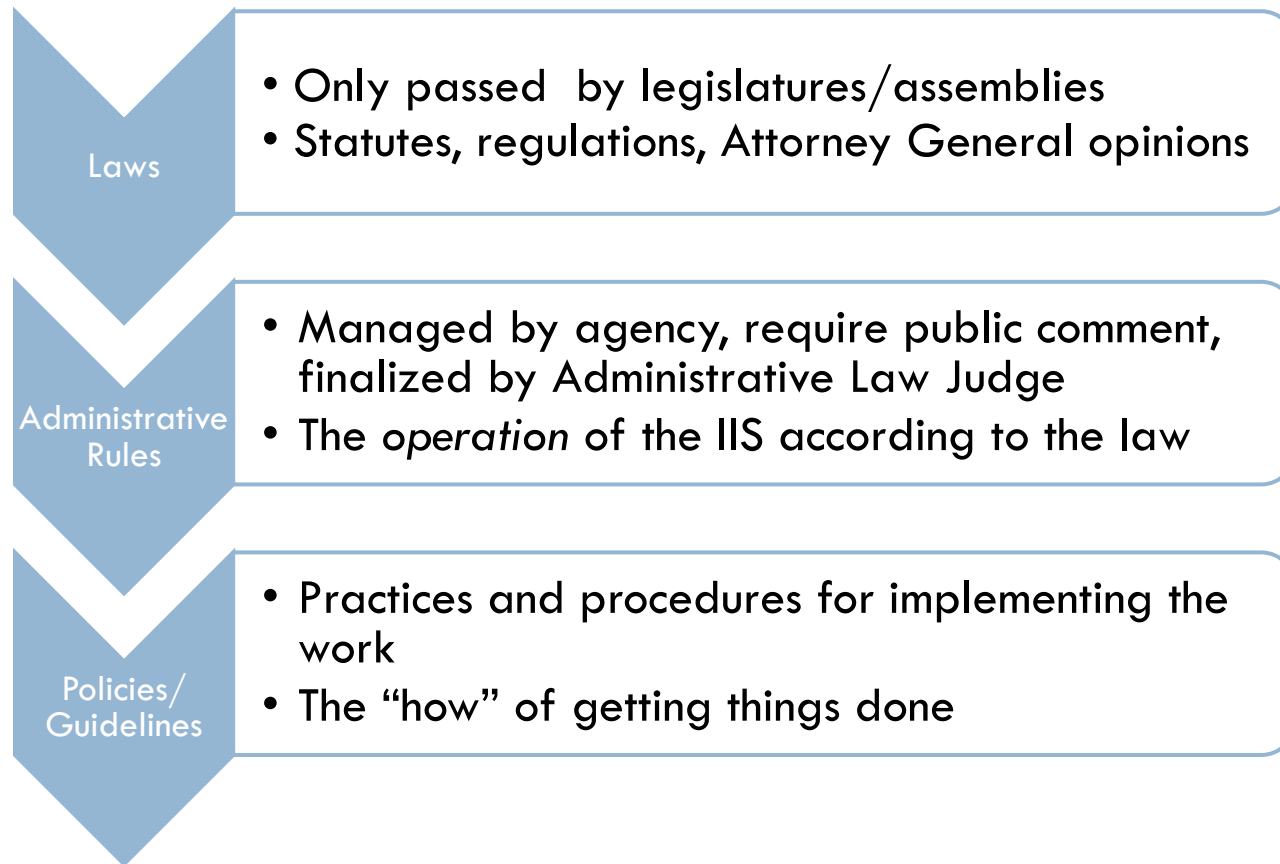 Laws
• Only passed  by legislatures/assemblies
• Statutes, regulations, Attorney General opinions
Administrative
Rules
• Managed by agency, require public comment,
finalized by Administrative Law Judge
• The operation of the IIS according to the law
Policies/
Guidelines
• Practices and procedures for implementing the
work
• The “how” of getting things done